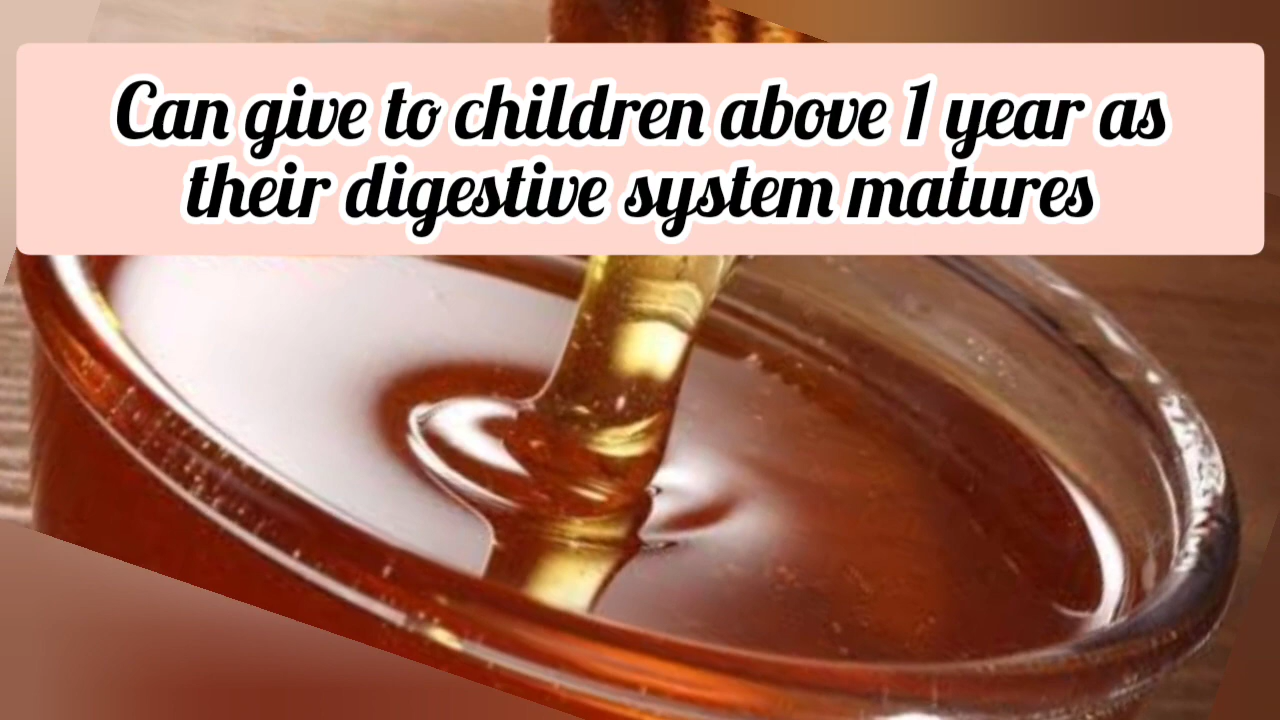 Can give to children above 1 year as
their digestive system matures